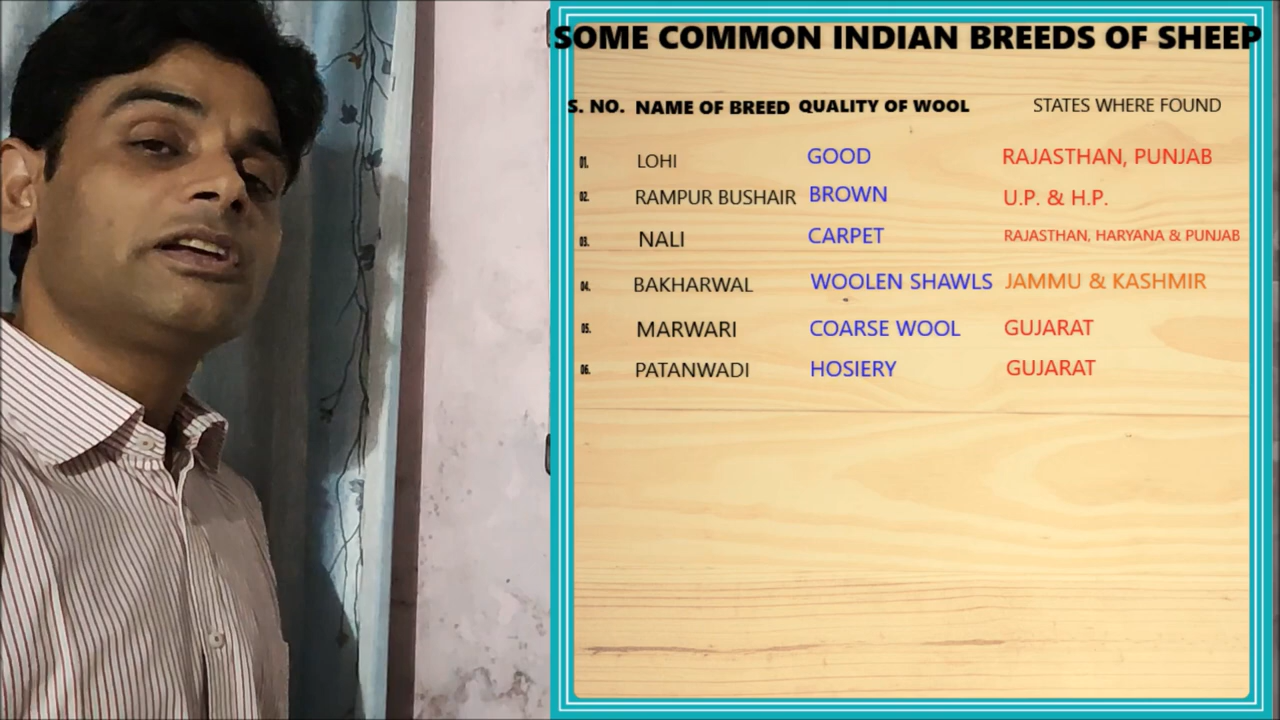 SOME COMMON INDIAN BREEDS OF SHEEP
S. NO. NAME OF BREED QUALITY OF WOOL STATES WHERE FOUND
01. LOHI GOOD RAJASTHAN, PUNJAB
02. RAMPUR BUSHAIR BROWN U.P. & H.P.
03. NALI CARPET RAJASTHAN, HARYANA & PUNJAB
04. BAKHARWAL WOOLEN SHAWLS JAMMU & KASHMIR
05. MARWARI COARSE WOOL GUJARAT
06. PATANWADI HOSIERY GUJARAT